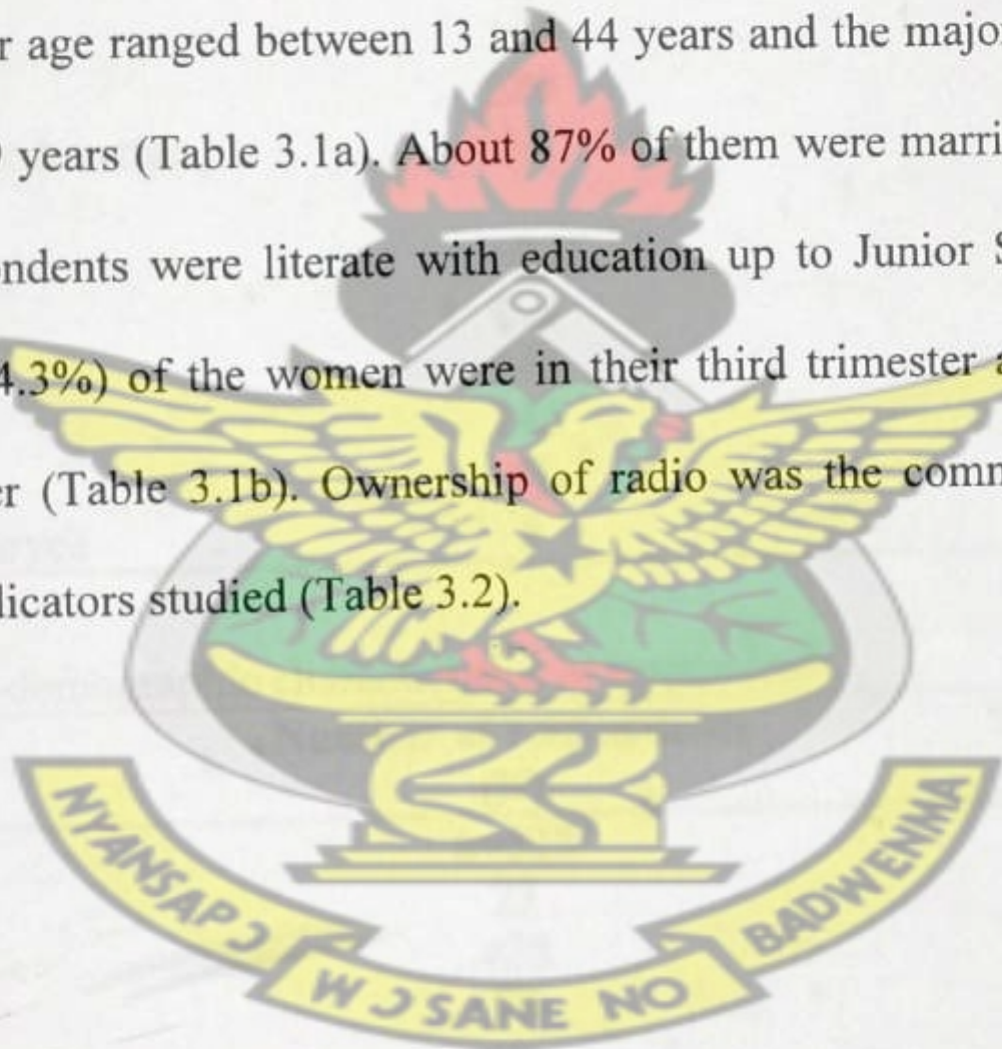 r age ranged between 13 and 44 years and the major
years (Table 3.1a). About 87% of them were marri
ndents were literate with education up to Junior S
4.3%) of the women were in their third trimester a
er (Table 3.1b). Ownership of radio was the comm
licators studied (Table 3.2).
NYANSAPƆ
WƆSANE NO
BADWENMA